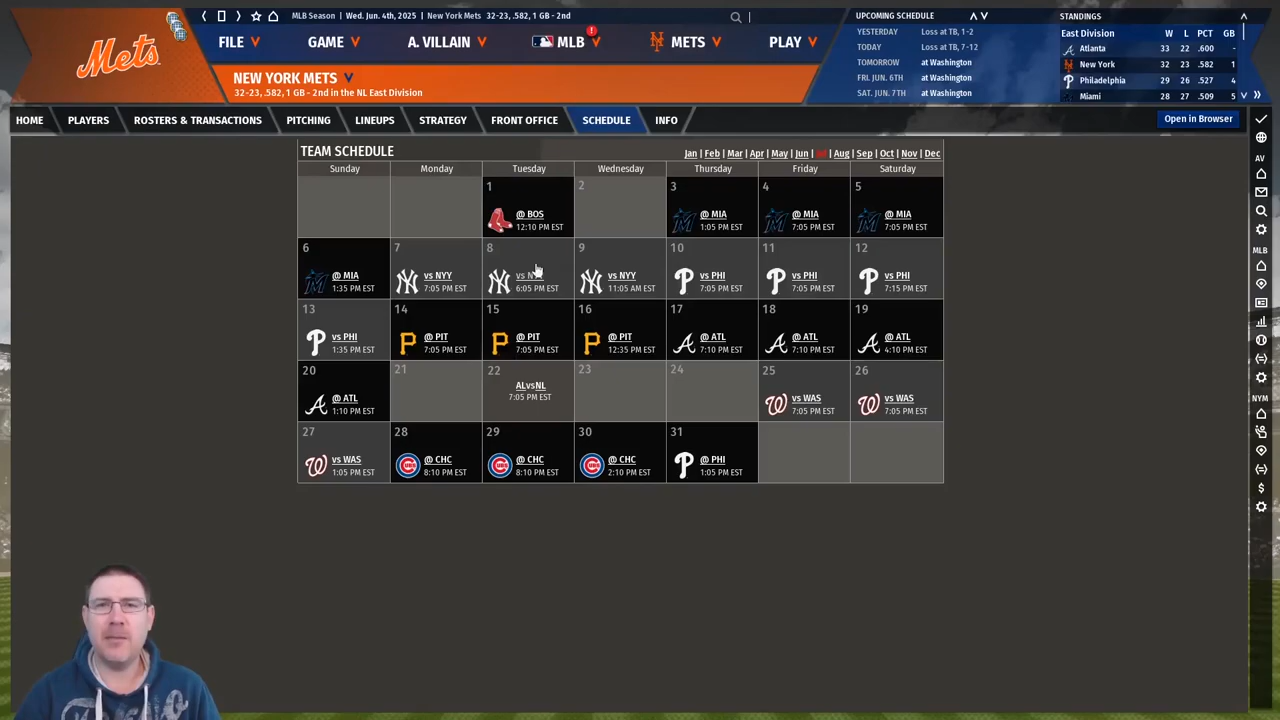 Mets
MLB Season | Wed. Jun. 4th, 2025 | New York Mets 32-23, .582, 1 GB - 2nd
FILE GAME A. VILLAIN MLB METS PLAY
NEW YORK METS
32-23, .582, 1 GB - 2nd in the NL East Division
UPCOMING SCHEDULE
YESTERDAY Loss at TB, 1-2
TODAY Loss at TB, 7-12
TOMORROW at Washington
FRI. JUN. 6TH at Washington
SAT. JUN. 7TH at Washington
STANDINGS
East Division W L PCT GB
Atlanta 33 22 .600 -
New York 32 23 .582 1
Philadelphia 29 26 .527 4
Miami 28 27 .509 5
HOME PLAYERS ROSTERS & TRANSACTIONS PITCHING LINEUPS STRATEGY FRONT OFFICE SCHEDULE INFO Open in Browser
TEAM SCHEDULE Jan | Feb | Mar | Apr | May | Jun | Jul | Aug | Sep | Oct | Nov | Dec
Sunday Monday Tuesday Wednesday Thursday Friday Saturday
1 2 3 4 5
@ BOS @ MIA @ MIA @ MIA
12:10 PM EST 1:05 PM EST 7:05 PM EST 7:05 PM EST
6 7 8 9 10 11 12
@ MIA vs NYY vs vs NYY vs PHI vs PHI vs PHI
1:35 PM EST 7:05 PM EST 6:05 PM EST 11:05 AM EST 7:05 PM EST 7:05 PM EST 7:15 PM EST
13 14 15 16 17 18 19
vs PHI @ PIT @ PIT @ PIT @ ATL @ ATL @ ATL
1:35 PM EST 7:05 PM EST 7:05 PM EST 12:35 PM EST 7:10 PM EST 7:10 PM EST 4:10 PM EST
20 21 22 23 24 25 26
@ ATL ALvsNL vs WAS vs WAS
1:10 PM EST 7:05 PM EST 7:05 PM EST 7:05 PM EST
27 28 29 30 31
vs WAS @ CHC @ CHC @ CHC @ PHI
1:05 PM EST 8:10 PM EST 8:10 PM EST 2:10 PM EST 1:05 PM EST
AV
MLB
NYM